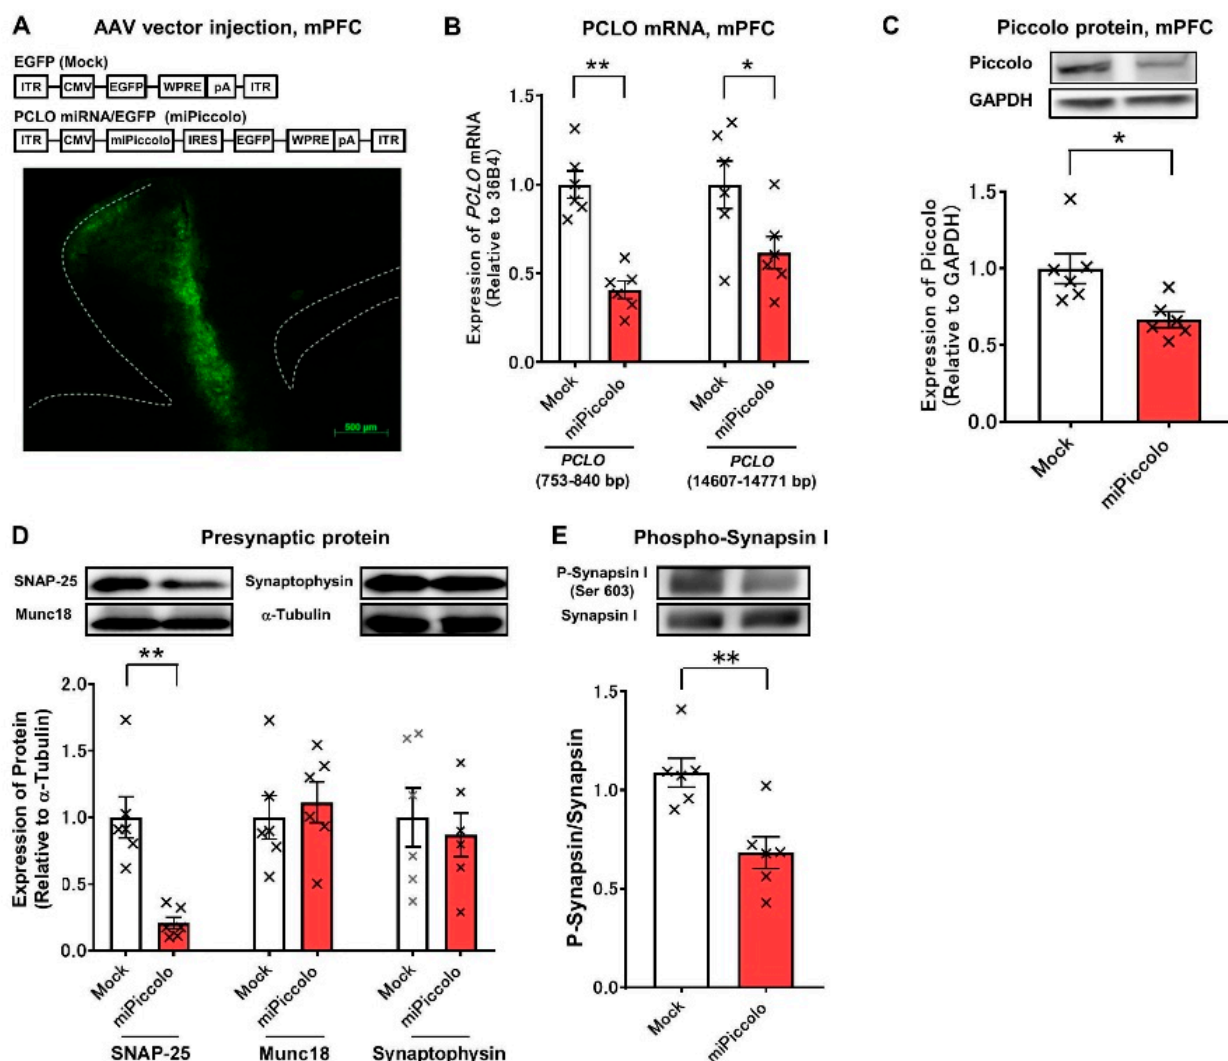 A AAV vector injection, mPFC
EGFP (Mock)
ITR CMV EGFP WPRE pA ITR
PCLO miRNA/EGFP (miPiccolo)
ITR CMV miPiccolo IRES EGFP WPRE pA ITR
500 µm
B PCLO mRNA, mPFC
** *
Expression of PCLO mRNA
(Relative to 36B4)
1.5
1.0
0.5
0.0
Mock miPiccolo Mock miPiccolo
PCLO PCLO
(753-840 bp) (14607-14771 bp)
C Piccolo protein, mPFC
Piccolo
GAPDH
*
Expression of Piccolo
(Relative to GAPDH)
1.5
1.0
0.5
0.0
Mock miPiccolo
D Presynaptic protein
SNAP-25 Synaptophysin
Munc18 α-Tubulin
**
Expression of Protein
(Relative to α-Tubulin)
2.0
1.5
1.0
0.5
0.0
Mock miPiccolo Mock miPiccolo Mock miPiccolo
SNAP-25 Munc18 Synaptophysin
E Phospho-Synapsin I
P-Synapsin I
(Ser 603)
Synapsin I
**
P-Synapsin/Synapsin
1.5
1.0
0.5
0.0
Mock miPiccolo